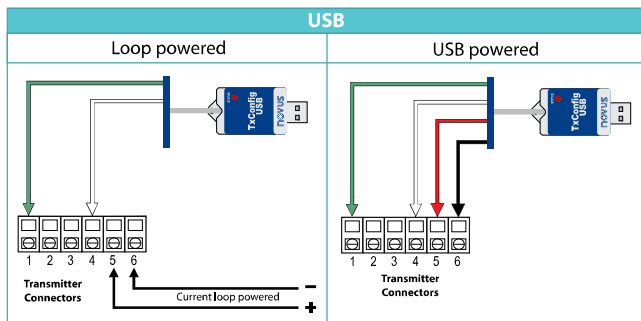 USB
Loop powered
USB powered
TxConfig
USB
novus
TxConfig
USB
novus
1 2 3 4 5 6
1 2 3 4 5 6
Transmitter
Connectors
Current loop powered
−
+
Transmitter
Connectors